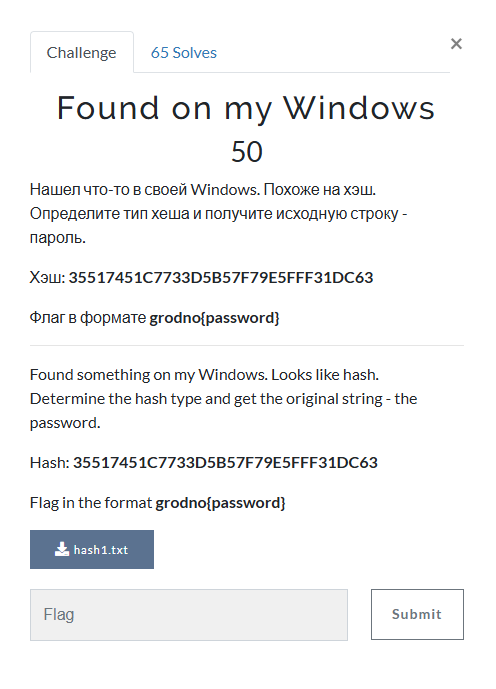 Challenge
65 Solves
×
Found on my Windows
50
Нашел что-то в своей Windows. Похоже на хэш.
Определите тип хеша и получите исходную строку -
пароль.
Хэш: 35517451C7733D5B57F79E5FFF31DC63
Флаг в формате grodno{password}
Found something on my Windows. Looks like hash.
Determine the hash type and get the original string - the
password.
Hash: 35517451C7733D5B57F79E5FFF31DC63
Flag in the format grodno{password}
hash1.txt
Flag
Submit